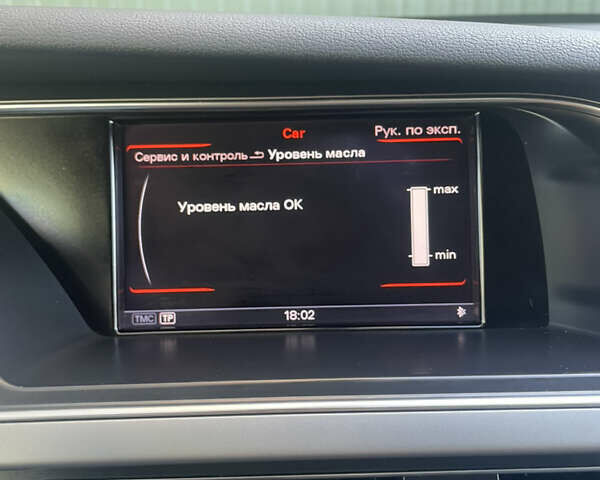 Car
Рук. по эксп.
Сервис и контроль Уровень масла
Уровень масла OK
max
min
TMC TP 18:02